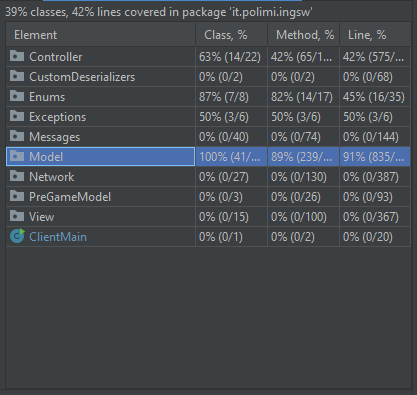 39% classes, 42% lines covered in package 'it.polimi.ingsw'
Element Class, % Method, % Line, %
Controller 63% (14/22) 42% (65/1... 42% (575/...
CustomDeserializers 0% (0/2) 0% (0/2) 0% (0/68)
Enums 87% (7/8) 82% (14/17) 45% (16/35)
Exceptions 50% (3/6) 50% (3/6) 50% (3/6)
Messages 0% (0/40) 0% (0/74) 0% (0/144)
Model 100% (41/... 89% (239/... 91% (835/...
Network 0% (0/27) 0% (0/130) 0% (0/387)
PreGameModel 0% (0/3) 0% (0/26) 0% (0/93)
View 0% (0/15) 0% (0/100) 0% (0/367)
ClientMain 0% (0/1) 0% (0/2) 0% (0/20)